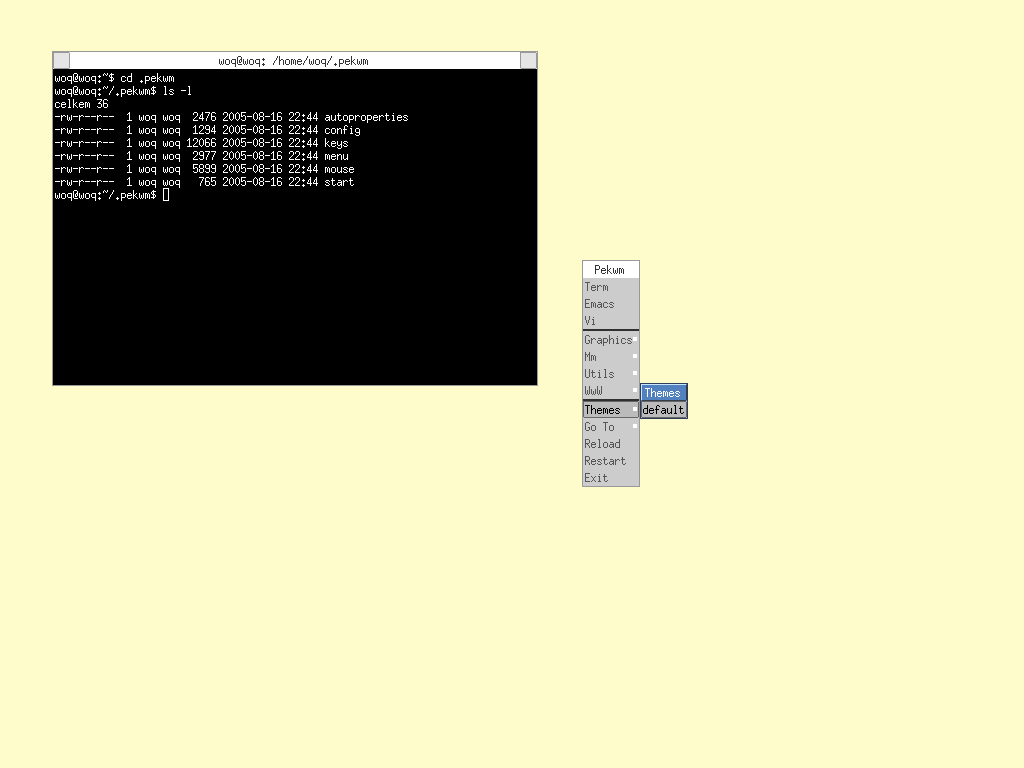 woq@woq: /home/woq/.pekwm
woq@woq:~$ cd .pekwm
woq@woq:~/.pekwm$ ls -l
celkem 36
-rw-r--r--  1 woq woq  2476 2005-08-16 22:44 autoproperties
-rw-r--r--  1 woq woq  1294 2005-08-16 22:44 config
-rw-r--r--  1 woq woq 12066 2005-08-16 22:44 keys
-rw-r--r--  1 woq woq  2977 2005-08-16 22:44 menu
-rw-r--r--  1 woq woq  5899 2005-08-16 22:44 mouse
-rw-r--r--  1 woq woq   765 2005-08-16 22:44 start
woq@woq:~/.pekwm$
Pekwm
Term
Emacs
Vi
Graphics
Mm
Utils
WwW
Themes
Go To
Reload
Restart
Exit
Themes
default